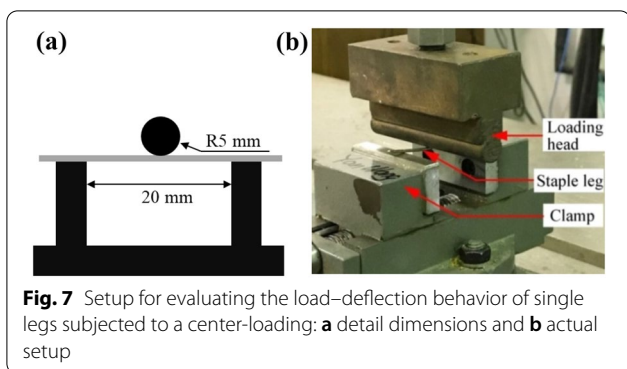 (a)
(b)
R5 mm
20 mm
Loading
head
Staple leg
Clamp
Fig. 7 Setup for evaluating the load–deflection behavior of single
legs subjected to a center-loading: a detail dimensions and b actual
setup